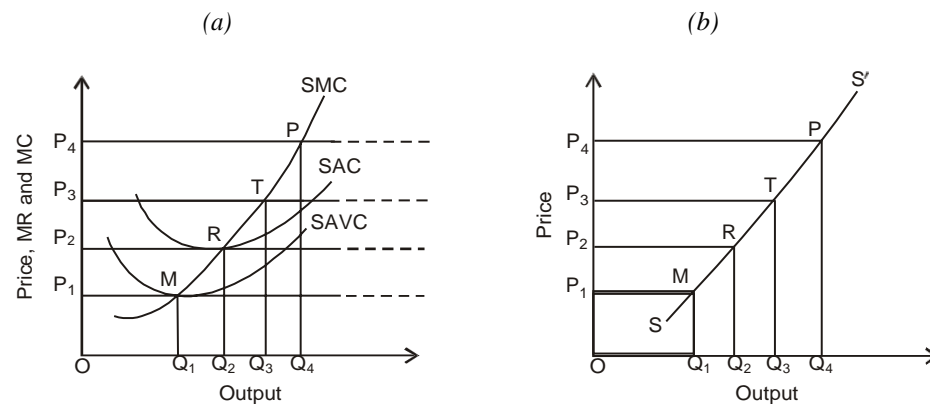 (a)
(b)
SMC
S'
P
P
P₄
P₄
SAC
T
T
P₃
P₃
SAVC
R
R
P₂
P₂
M
M
P₁
P₁
S
O
Q₁
Q₂
Q₃
Q₄
O
Q₁
Q₂
Q₃
Q₄
Output
Output
Price, MR and MC
Price